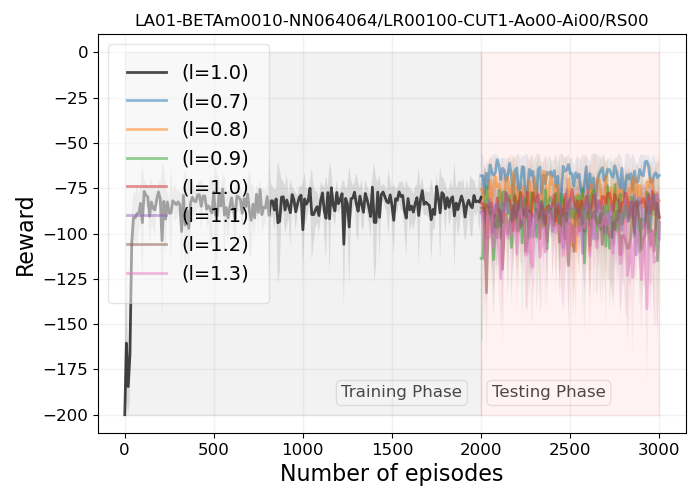 LA01-BETAm0010-NN064064/LR00100-CUT1-Ao00-Ai00/RS00
Reward
0
−25
−50
−75
−100
−125
−150
−175
−200
(l=1.0)
(l=0.7)
(l=0.8)
(l=0.9)
(l=1.0)
(l=1.1)
(l=1.2)
(l=1.3)
Training Phase
Testing Phase
0
500
1000
1500
2000
2500
3000
Number of episodes